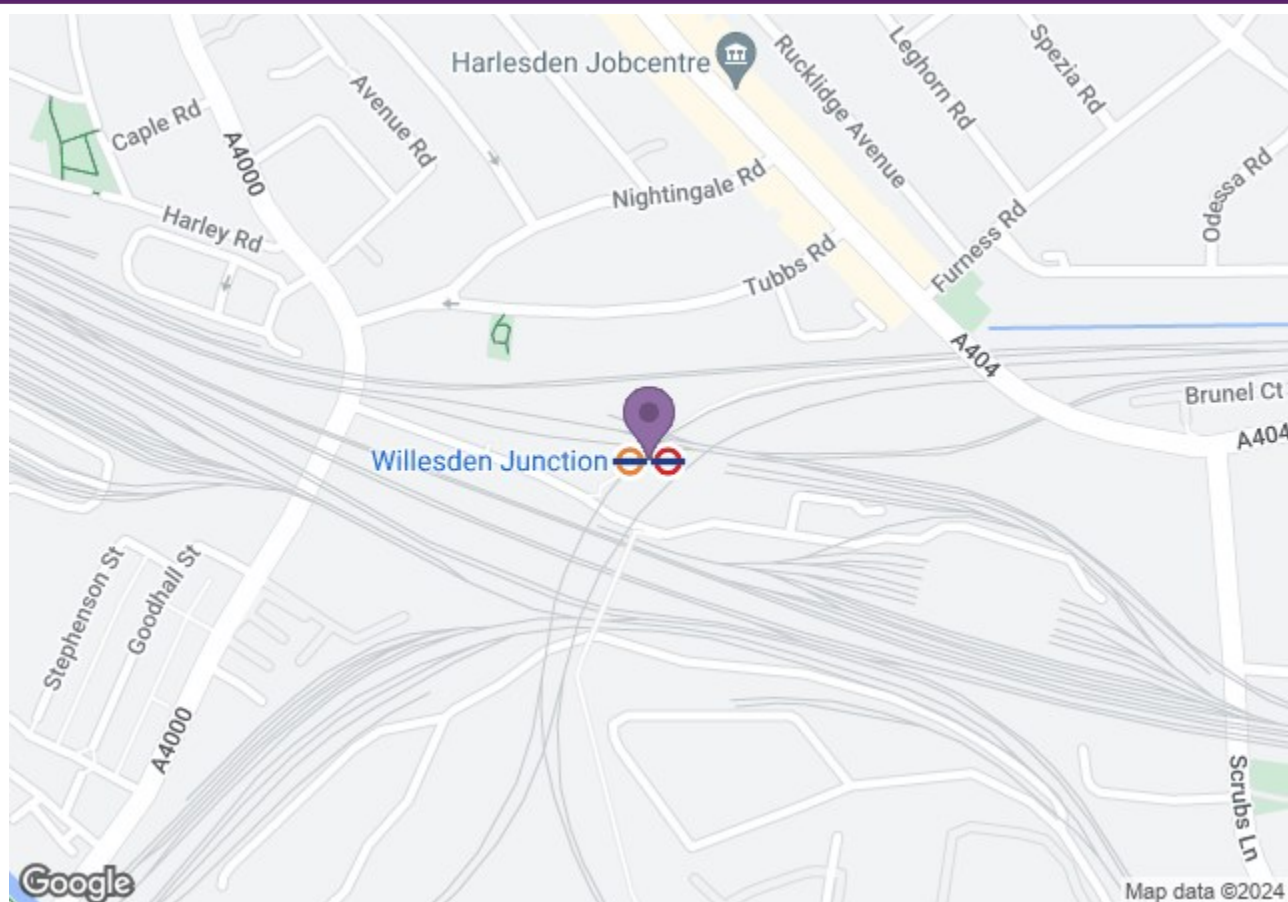 Harlesden Jobcentre
Rucklidge Avenue
Leghorn Rd
Spezia Rd
Caple Rd
A4000
Avenue Rd
Nightingale Rd
Odessa Rd
Harley Rd
Furness Rd
Tubbs Rd
A404
Brunel Ct
A404
Willesden Junction
Stephenson St
Goodhall St
A4000
Scrubs Ln
Google
Map data ©2024